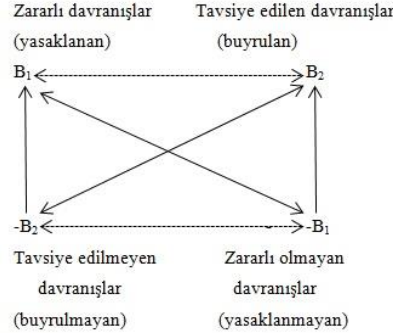 Zararlı davranışlar Tavsiye edilen davranışlar
(yasaklanan) (buyrulan)
B₁ B₂
-B₂ -B₁
Tavsiye edilmeyen Zararlı olmayan
davranışlar davranışlar
(buyrulmayan) (yasaklanmayan)